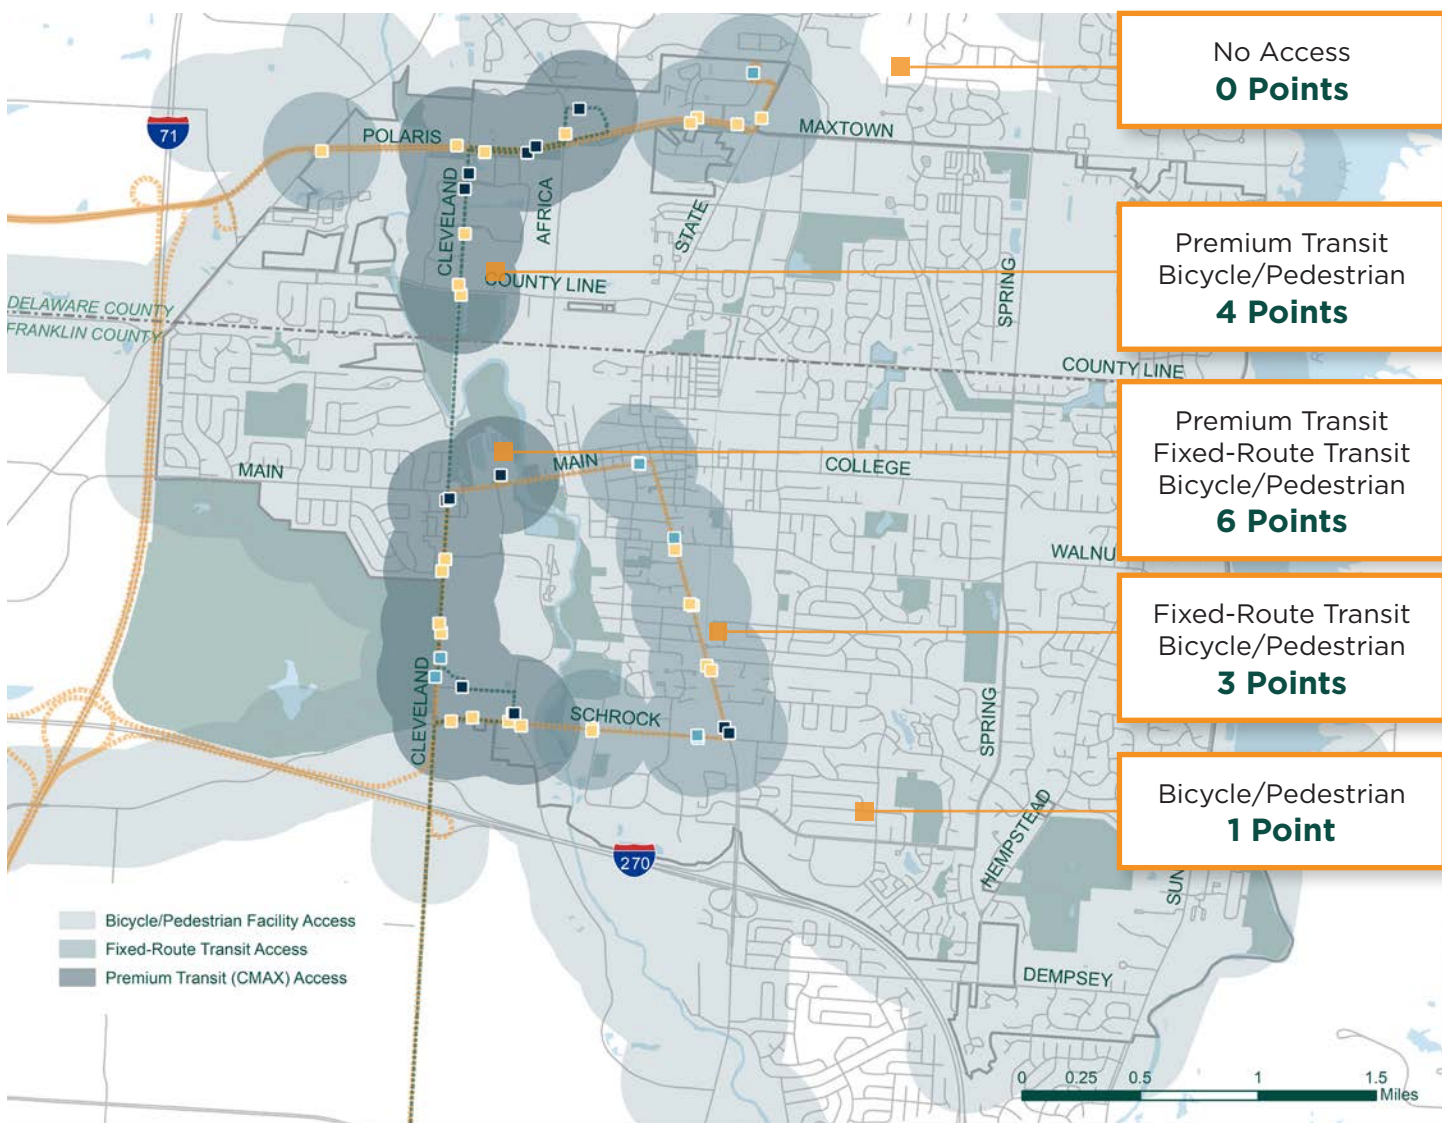 No Access
0 Points
71
POLARIS
MAXTOWN
CLEVELAND
AFRICA
STATE
SPRING
Premium Transit
Bicycle/Pedestrian
4 Points
COUNTY LINE
DELAWARE COUNTY
FRANKLIN COUNTY
COUNTY LINE
Premium Transit
Fixed-Route Transit
Bicycle/Pedestrian
6 Points
MAIN
MAIN
COLLEGE
WALNU
Fixed-Route Transit
Bicycle/Pedestrian
3 Points
CLEVELAND
SCHROCK
SPRING
Bicycle/Pedestrian
1 Point
HEMPSTEAD
SUN
270
Bicycle/Pedestrian Facility Access
Fixed-Route Transit Access
Premium Transit (CMAX) Access
DEMPSEY
0 0.25 0.5 1 1.5
Miles